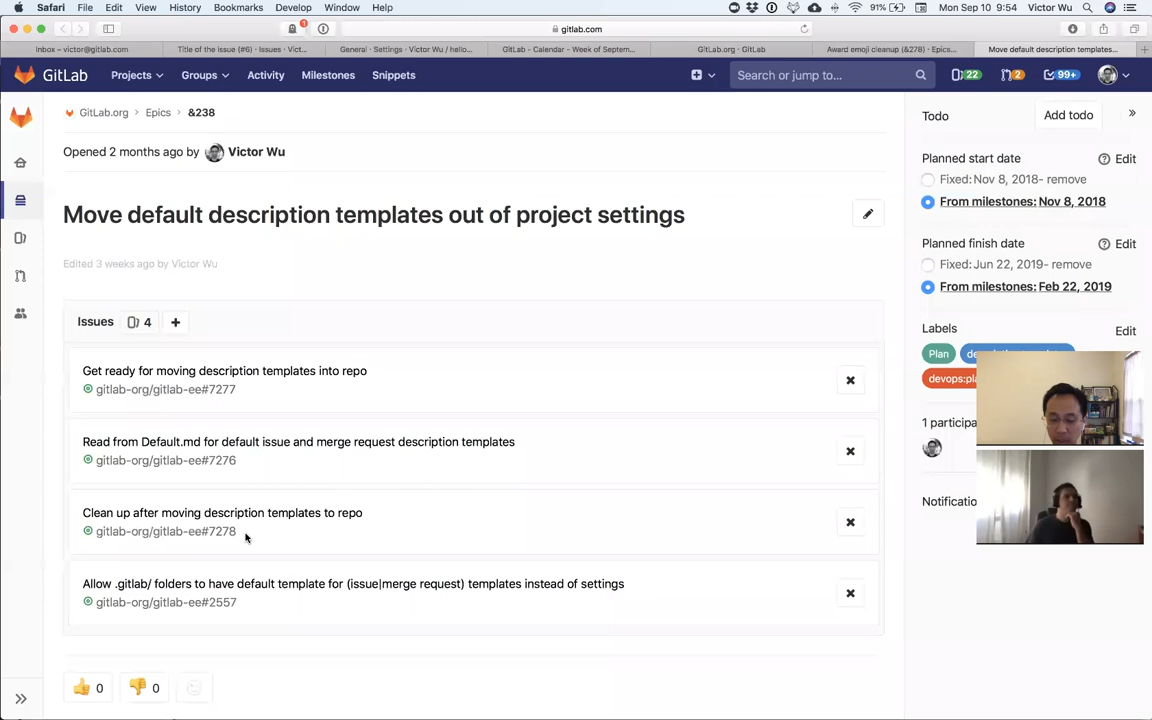 Safari File Edit View History Bookmarks Develop Window Help 91% Mon Sep 10 9:54 Victor Wu
gitlab.com
Inbox – victor@gitlab.com
Title of the issue (#6) · Issues · Vict...
General · Settings · Victor Wu / hello...
GitLab - Calendar - Week of Septem...
GitLab.org · GitLab
Award emoji cleanup (&278) · Epics...
Move default description templates...
GitLab Projects Groups Activity Milestones Snippets Search or jump to... 22 2 99+
GitLab.org > Epics > &238
Opened 2 months ago by Victor Wu
Move default description templates out of project settings
Edited 3 weeks ago by Victor Wu
Issues 4
Get ready for moving description templates into repo
gitlab-org/gitlab-ee#7277
Read from Default.md for default issue and merge request description templates
gitlab-org/gitlab-ee#7276
Clean up after moving description templates to repo
gitlab-org/gitlab-ee#7278
Allow .gitlab/ folders to have default template for (issue|merge request) templates instead of settings
gitlab-org/gitlab-ee#2557
0 0
Todo Add todo
Planned start date Edit
Fixed: Nov 8, 2018- remove
From milestones: Nov 8, 2018
Planned finish date Edit
Fixed: Jun 22, 2019- remove
From milestones: Feb 22, 2019
Labels Edit
Plan
devops:pla
1 participa
Notificatio